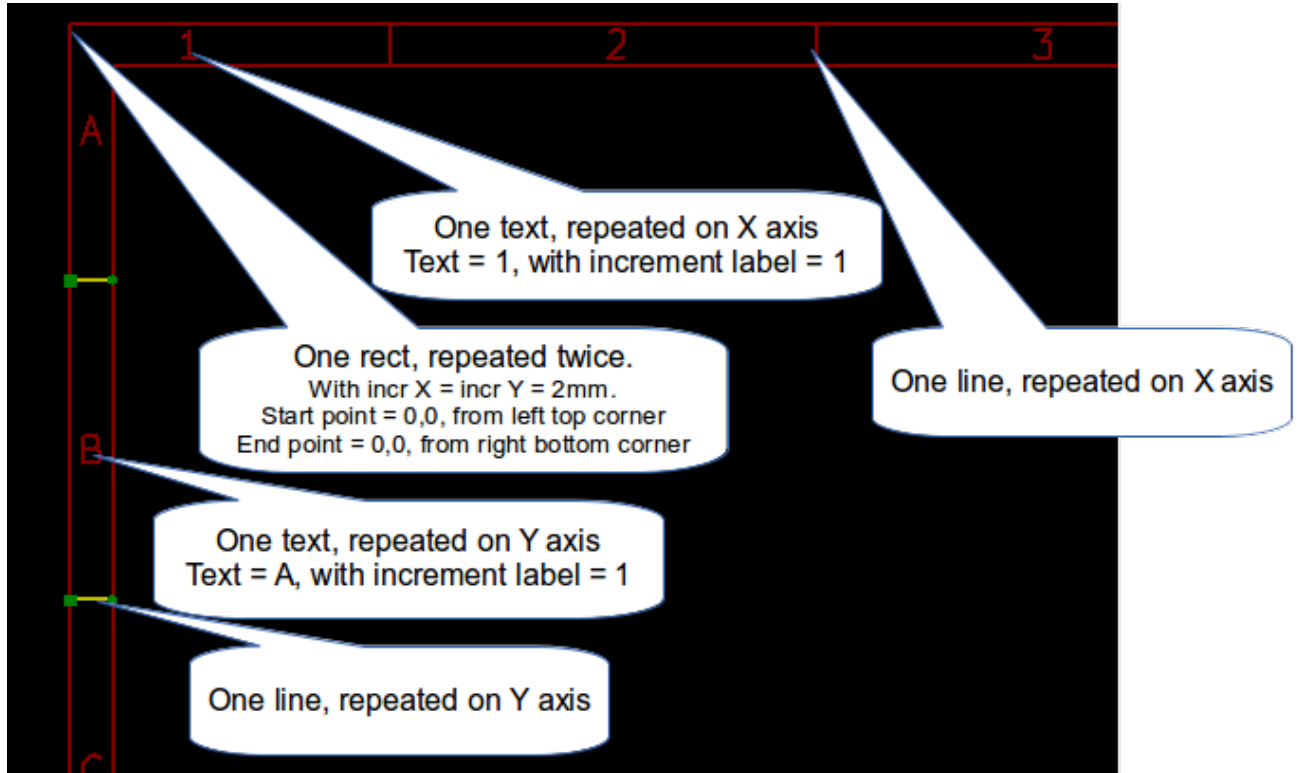 1 2 3
A
One text, repeated on X axis
Text = 1, with increment label = 1
One rect, repeated twice.
With incr X = incr Y = 2mm.
Start point = 0,0, from left top corner
End point = 0,0, from right bottom corner
One line, repeated on X axis
B
One text, repeated on Y axis
Text = A, with increment label = 1
One line, repeated on Y axis
C